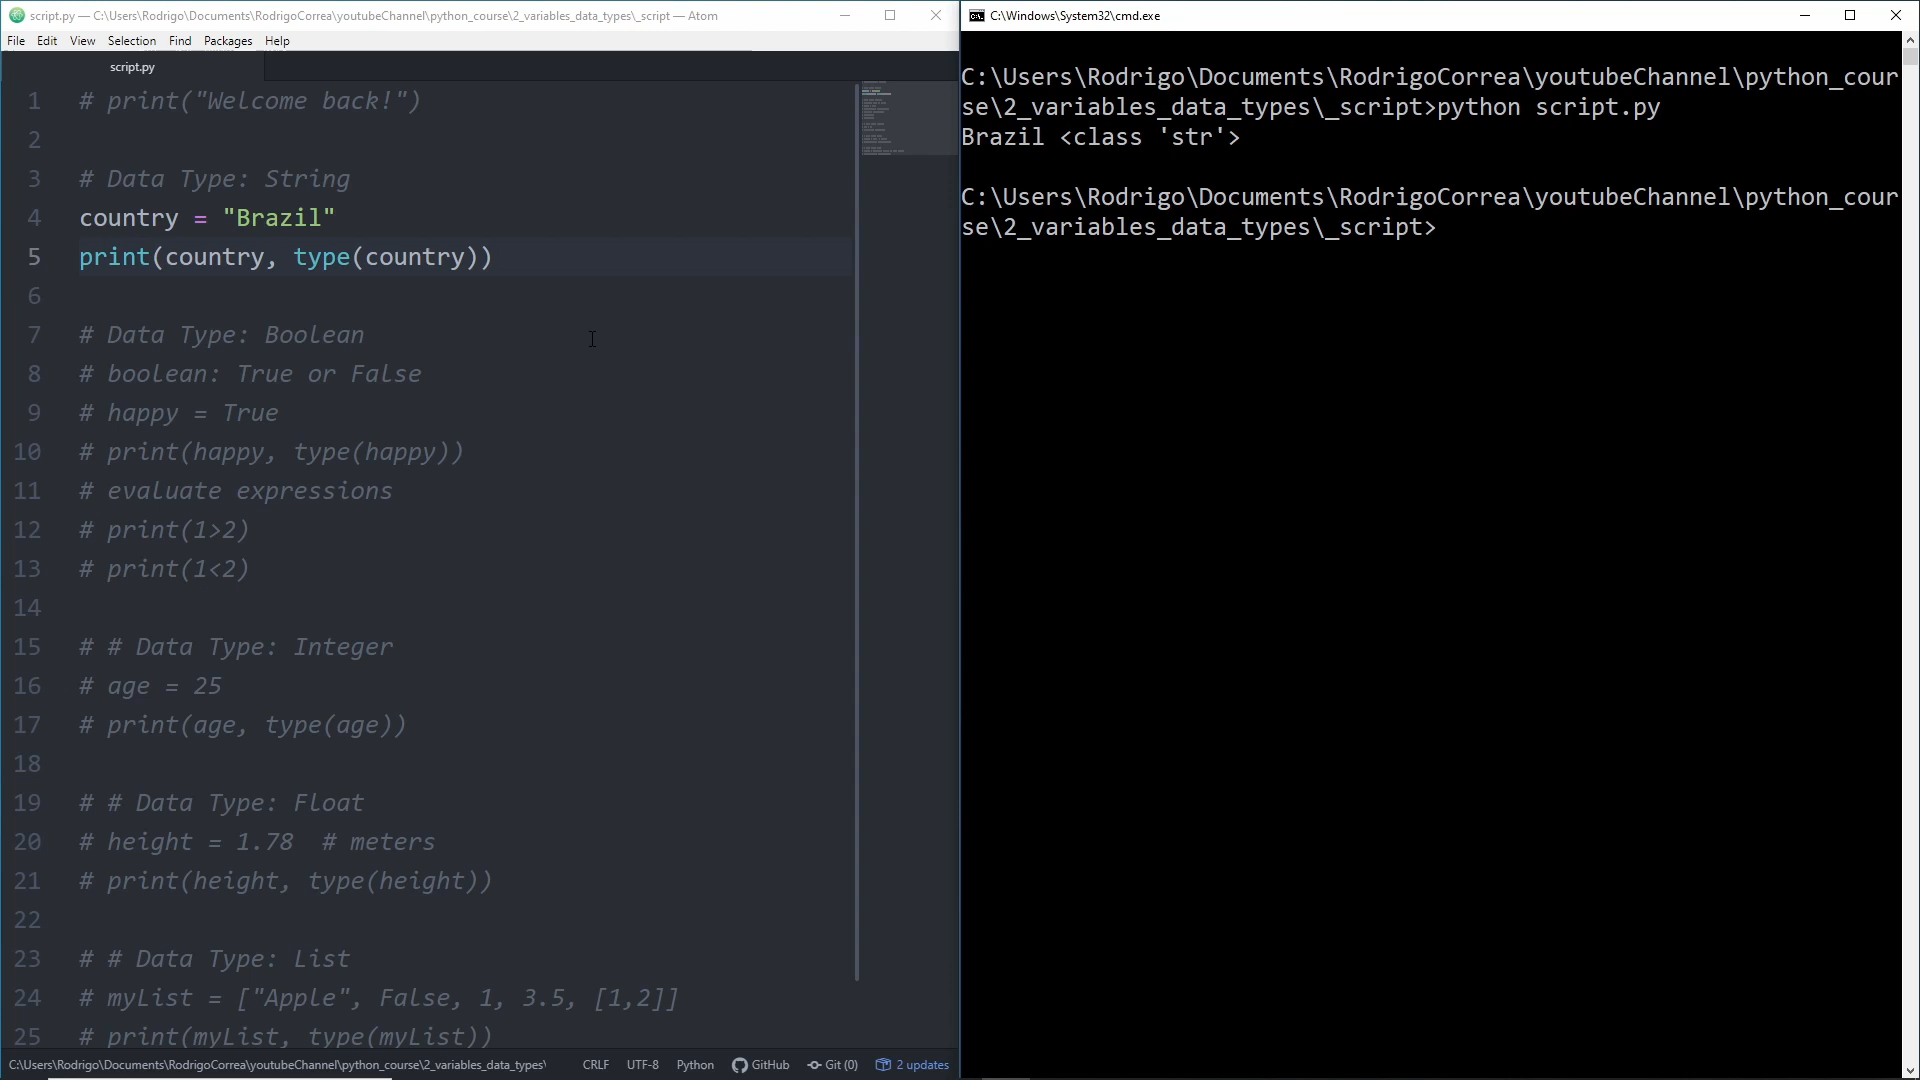 script.py — C:\Users\Rodrigo\Documents\RodrigoCorrea\youtubeChannel\python_course\2_variables_data_types\_script — Atom
File Edit View Selection Find Packages Help
script.py
1 # print("Welcome back!")
2
3 # Data Type: String
4 country = "Brazil"
5 print(country, type(country))
6
7 # Data Type: Boolean
8 # boolean: True or False
9 # happy = True
10 # print(happy, type(happy))
11 # evaluate expressions
12 # print(1>2)
13 # print(1<2)
14
15 # # Data Type: Integer
16 # age = 25
17 # print(age, type(age))
18
19 # # Data Type: Float
20 # height = 1.78  # meters
21 # print(height, type(height))
22
23 # # Data Type: List
24 # myList = ["Apple", False, 1, 3.5, [1,2]]
25 # print(myList, type(myList))
C:\Users\Rodrigo\Documents\RodrigoCorrea\youtubeChannel\python_course\2_variables_data_types\ CRLF UTF-8 Python GitHub Git (0) 2 updates
C:\Windows\System32\cmd.exe
C:\Users\Rodrigo\Documents\RodrigoCorrea\youtubeChannel\python_cour
se\2_variables_data_types\_script>python script.py
Brazil <class 'str'>
C:\Users\Rodrigo\Documents\RodrigoCorrea\youtubeChannel\python_cour
se\2_variables_data_types\_script>